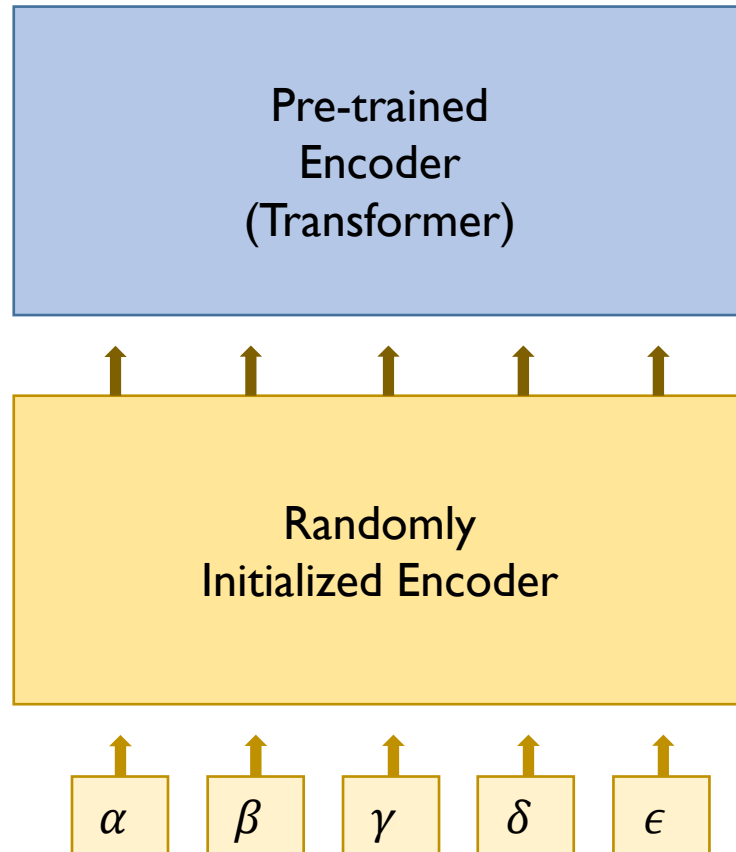 Pre-trained
Encoder
(Transformer)
Randomly
Initialized Encoder
α β γ δ ϵ